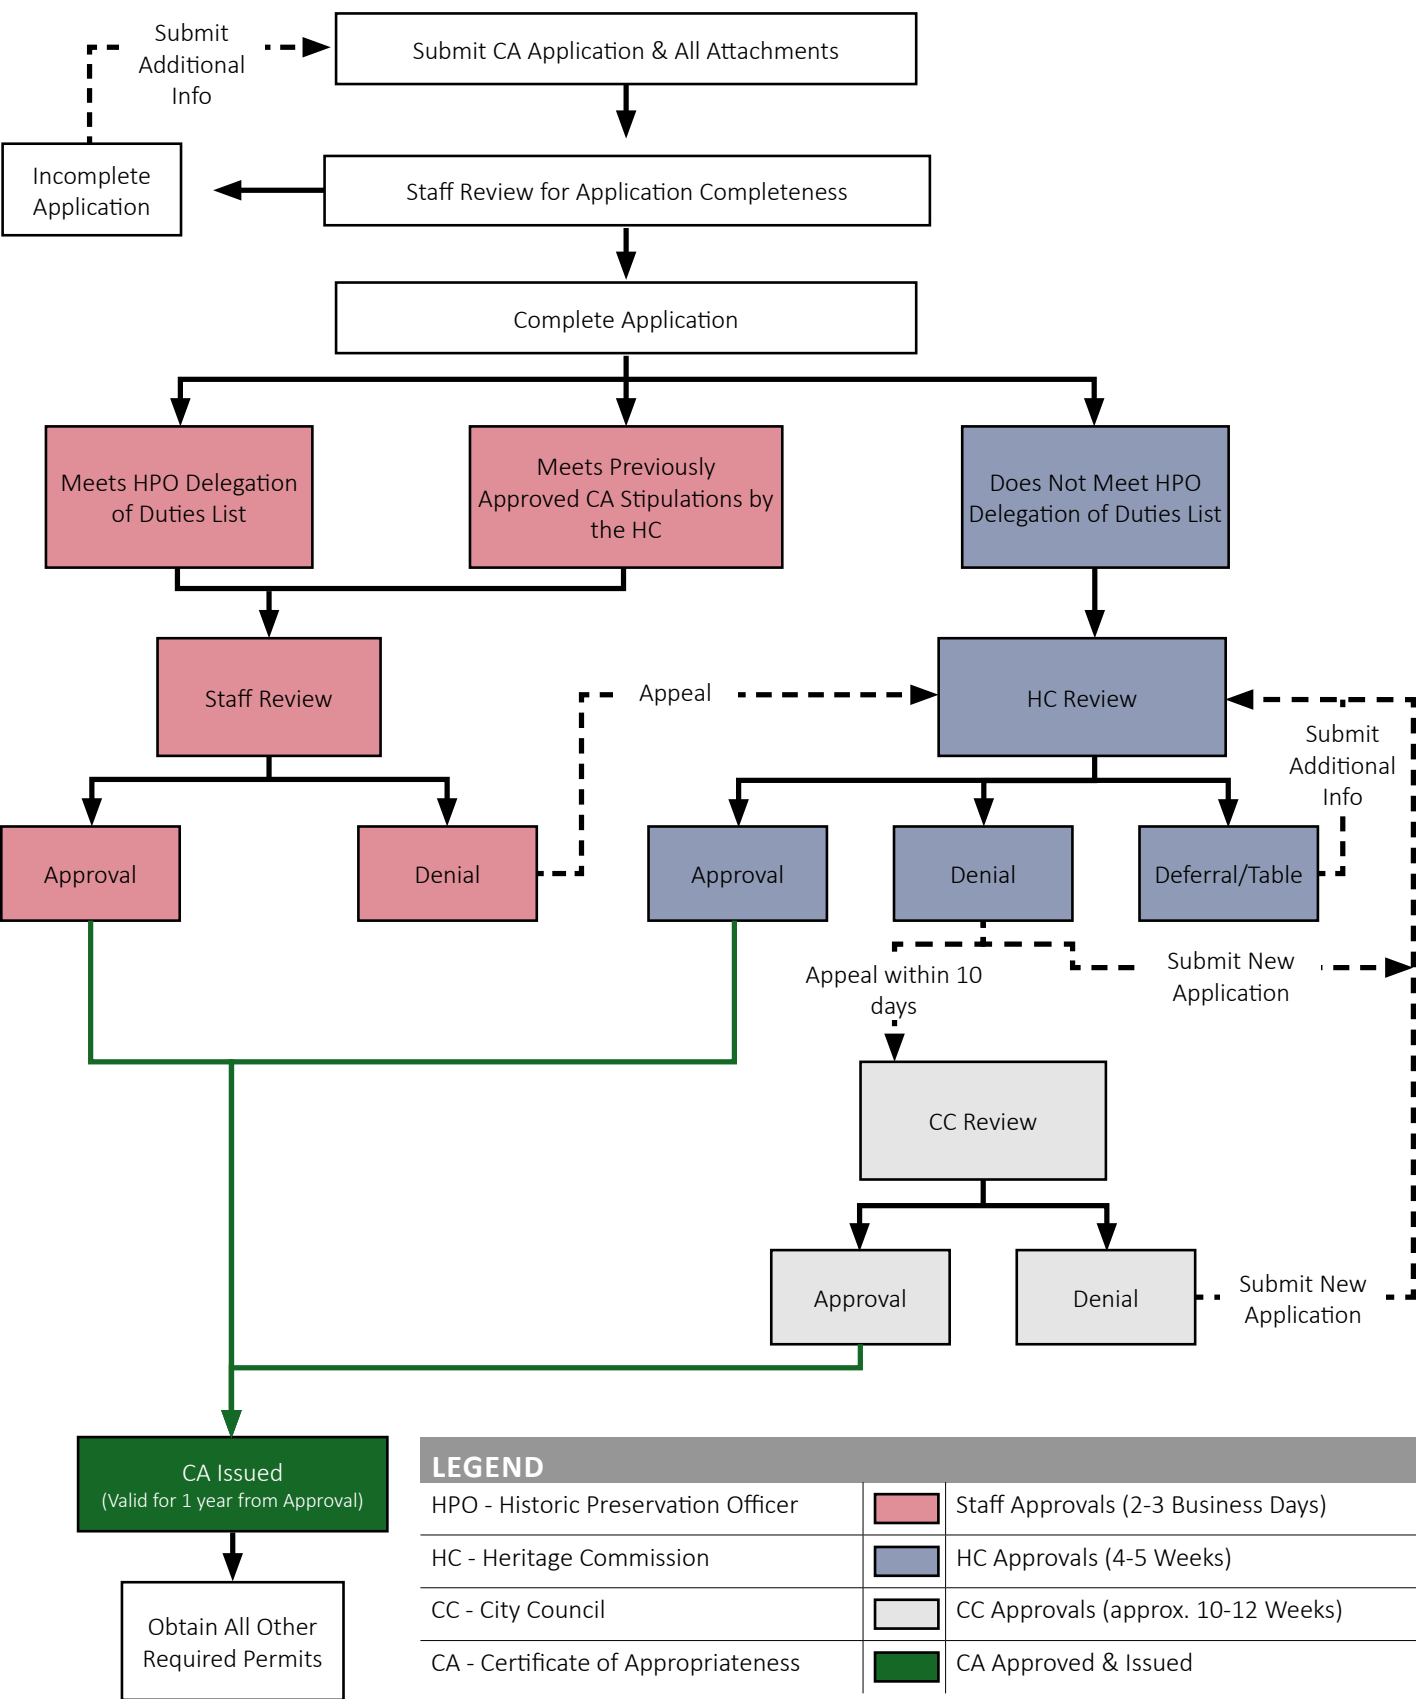 Submit
Additional
Info
Submit CA Application & All Attachments
Incomplete
Application
Staff Review for Application Completeness
Complete Application
Meets HPO Delegation
of Duties List
Meets Previously
Approved CA Stipulations by
the HC
Does Not Meet HPO
Delegation of Duties List
Staff Review
Appeal
HC Review
Submit
Additional
Info
Approval
Denial
Approval
Denial
Deferral/Table
Appeal within 10
days
Submit New
Application
CC Review
Approval
Denial
Submit New
Application
CA Issued
(Valid for 1 year from Approval)
Obtain All Other
Required Permits
LEGEND
HPO - Historic Preservation Officer
Staff Approvals (2-3 Business Days)
HC - Heritage Commission
HC Approvals (4-5 Weeks)
CC - City Council
CC Approvals (approx. 10-12 Weeks)
CA - Certificate of Appropriateness
CA Approved & Issued